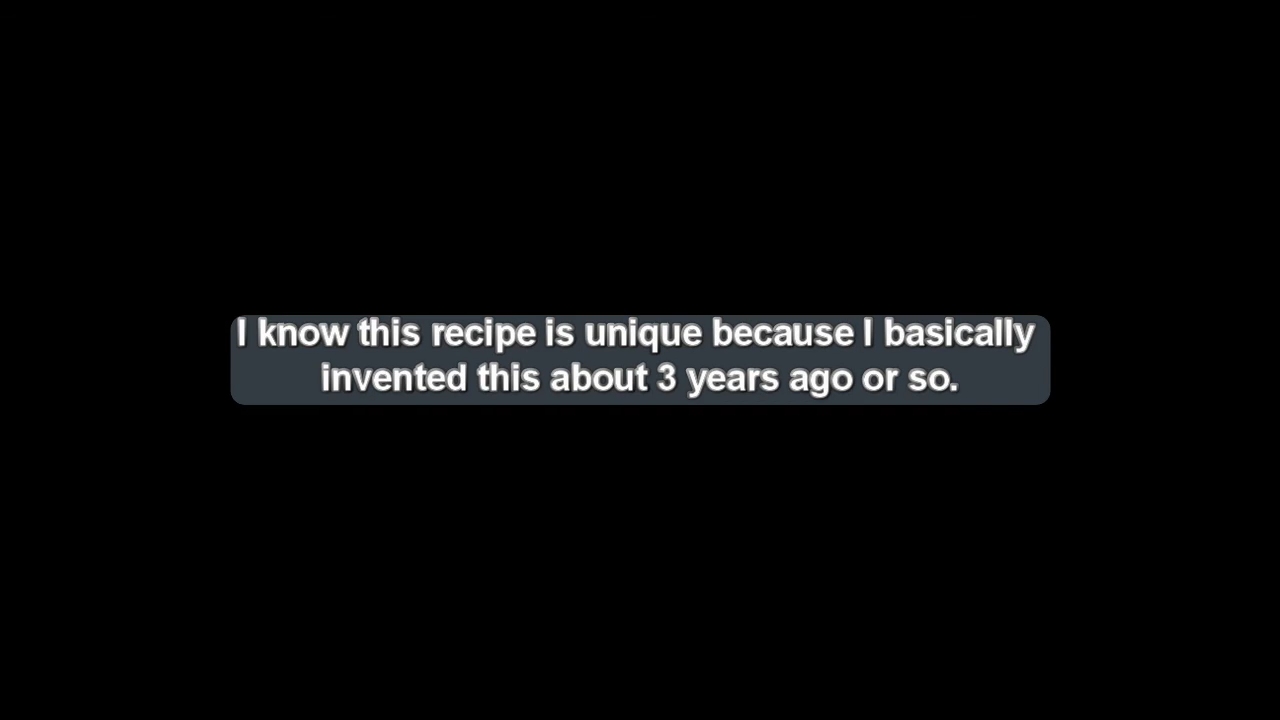 I know this recipe is unique because I basically
invented this about 3 years ago or so.